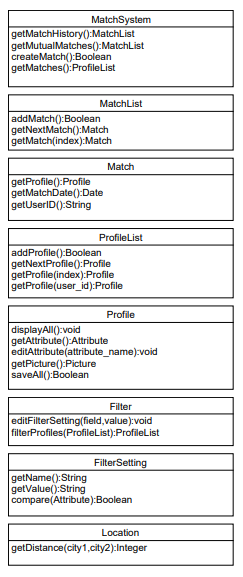 MatchSystem
getMatchHistory():MatchList
getMutualMatches():MatchList
createMatch():Boolean
getMatches():ProfileList
MatchList
addMatch():Boolean
getNextMatch():Match
getMatch(index):Match
Match
getProfile():Profile
getMatchDate():Date
getUserID():String
ProfileList
addProfile():Boolean
getNextProfile():Profile
getProfile(index):Profile
getProfile(user_id):Profile
Profile
displayAll():void
getAttribute():Attribute
editAttribute(attribute_name):void
getPicture():Picture
saveAll():Boolean
Filter
editFilterSetting(field,value):void
filterProfiles(ProfileList):ProfileList
FilterSetting
getName():String
getValue():String
compare(Attribute):Boolean
Location
getDistance(city1,city2):Integer